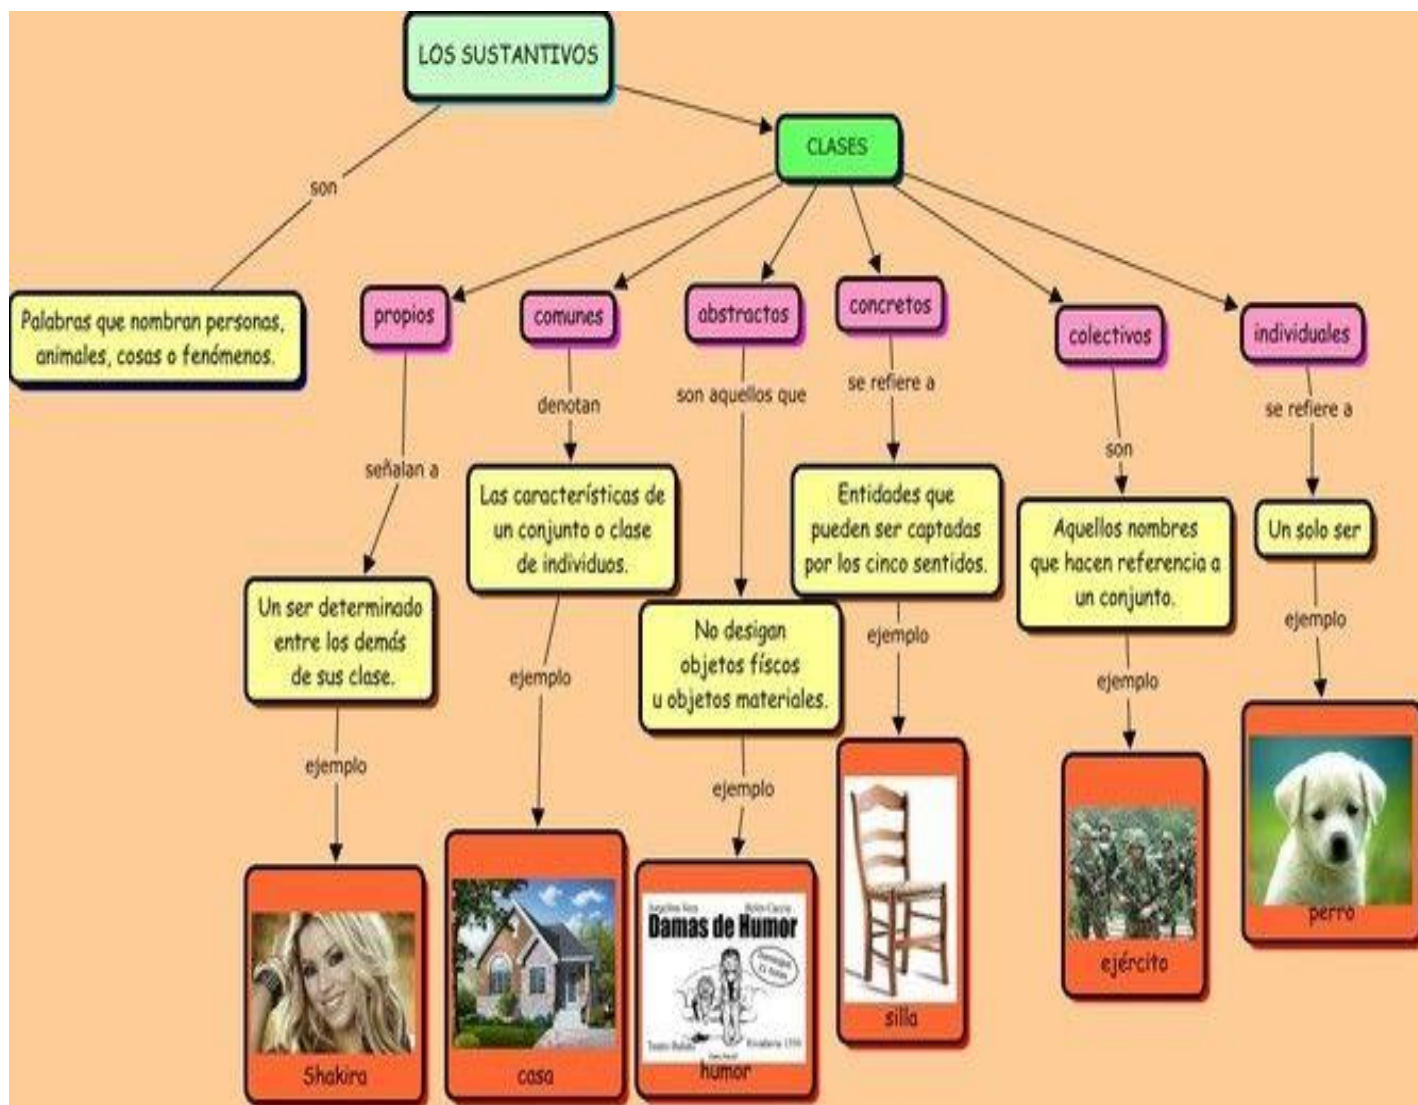 LOS SUSTANTIVOS
CLASES
son
Palabras que nombran personas,
animales, cosas o fenómenos.
propios
señalan a
Un ser determinado
entre los demás
de sus clase.
ejemplo
Shakira
comunes
denotan
Las características de
un conjunto o clase
de individuos.
ejemplo
casa
abstractos
son aquellos que
No desigan
objetos físcos
u objetos materiales.
ejemplo
Damas de Humor
humor
concretos
se refiere a
Entidades que
pueden ser captadas
por los cinco sentidos.
ejemplo
silla
colectivos
son
Aquellos nombres
que hacen referencia a
un conjunto.
ejemplo
ejército
individuales
se refiere a
Un solo ser
ejemplo
perro